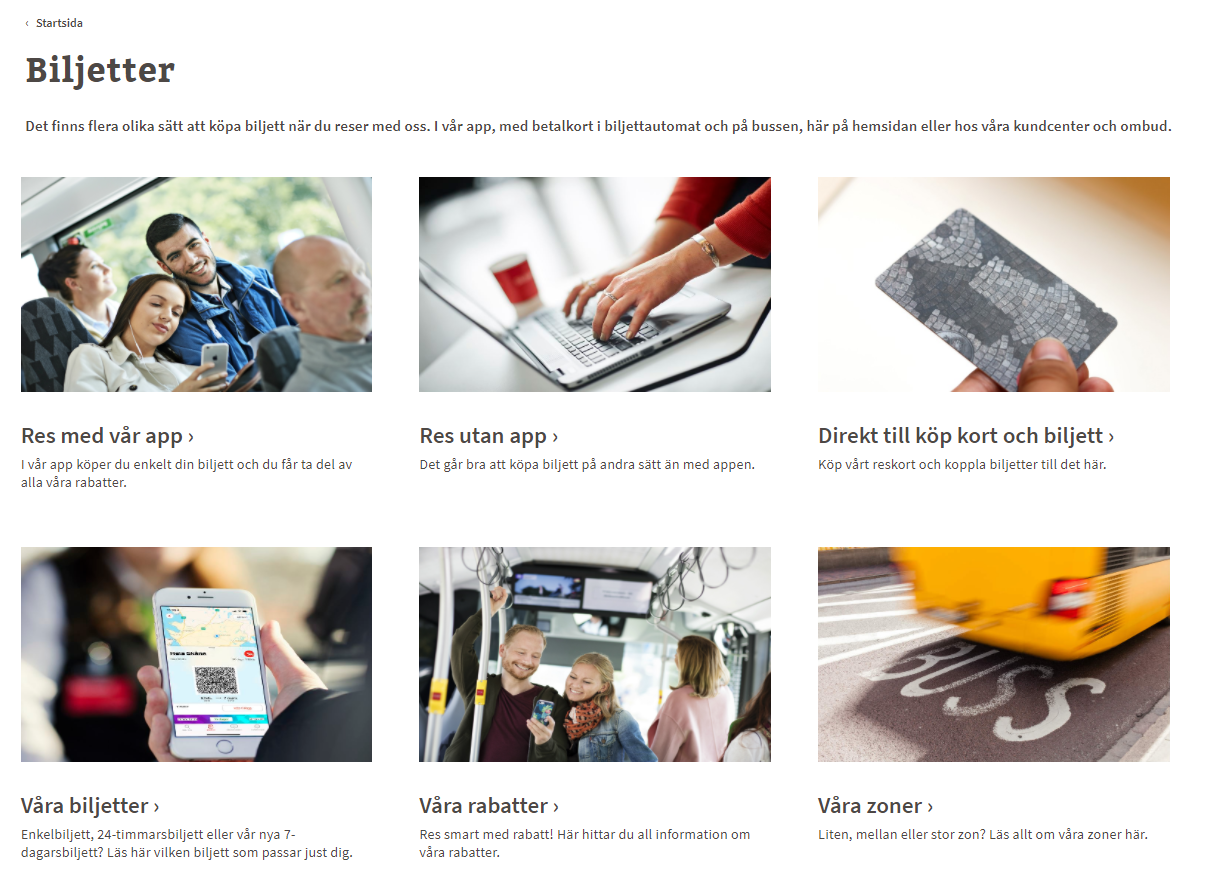 ‹ Startsida
Biljetter
Det finns flera olika sätt att köpa biljett när du reser med oss. I vår app, med betalkort i biljettautomat och på bussen, här på hemsidan eller hos våra kundcenter och ombud.
Res med vår app ›
I vår app köper du enkelt din biljett och du får ta del av
alla våra rabatter.
Res utan app ›
Det går bra att köpa biljett på andra sätt än med appen.
Direkt till köp kort och biljett ›
Köp vårt reskort och koppla biljetter till det här.
Hela Skåne
BUSS
Våra biljetter ›
Enkelbiljett, 24-timmarsbiljett eller vår nya 7-
dagarsbiljett? Läs här vilken biljett som passar just dig.
Våra rabatter ›
Res smart med rabatt! Här hittar du all information om
våra rabatter.
Våra zoner ›
Liten, mellan eller stor zon? Läs allt om våra zoner här.